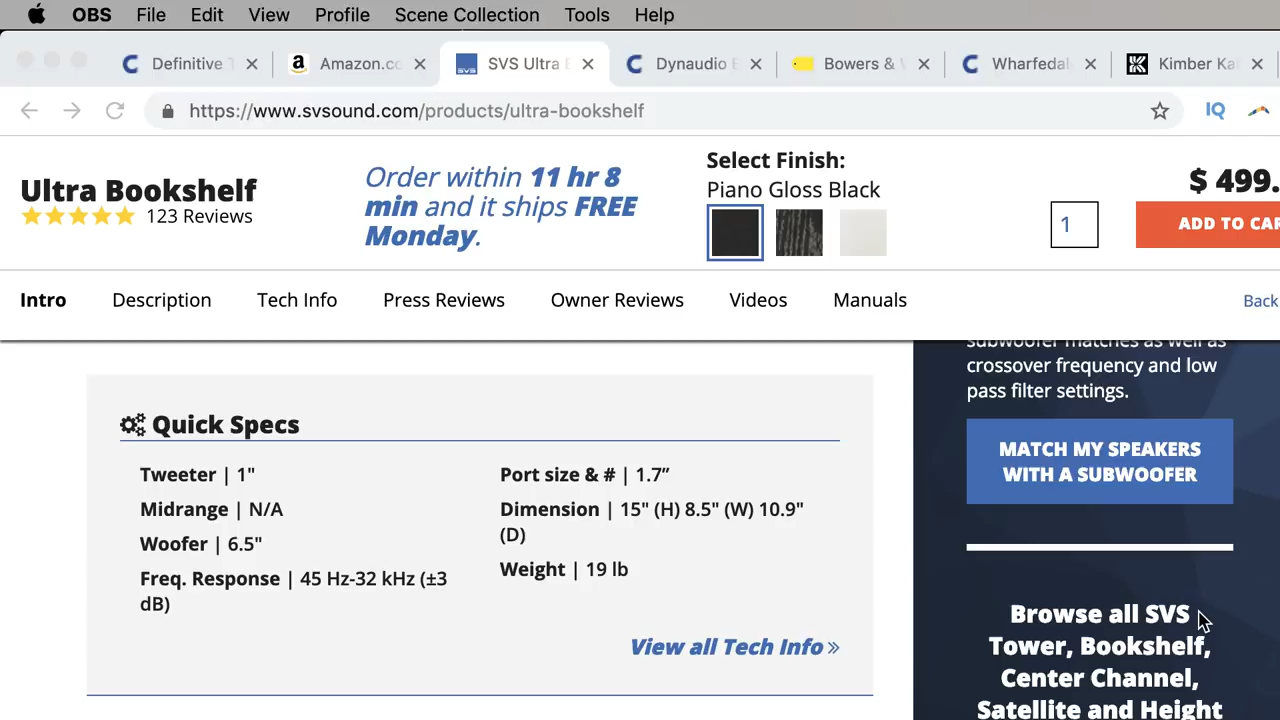 OBS File Edit View Profile Scene Collection Tools Help
Definitive T Amazon.co SVS Ultra B Dynaudio E Bowers & W Wharfedal Kimber Ka
https://www.svsound.com/products/ultra-bookshelf
IQ
Ultra Bookshelf
123 Reviews
Order within 11 hr 8
min and it ships FREE
Monday.
Select Finish:
Piano Gloss Black
1
$ 499.
ADD TO CAR
Intro Description Tech Info Press Reviews Owner Reviews Videos Manuals Back
subwoofer matches as well as
crossover frequency and low
pass filter settings.
MATCH MY SPEAKERS
WITH A SUBWOOFER
Quick Specs
Tweeter | 1"
Midrange | N/A
Woofer | 6.5"
Freq. Response | 45 Hz-32 kHz (±3
dB)
Port size & # | 1.7”
Dimension | 15" (H) 8.5" (W) 10.9"
(D)
Weight | 19 lb
View all Tech Info »
Browse all SVS
Tower, Bookshelf,
Center Channel,
Satellite and Height